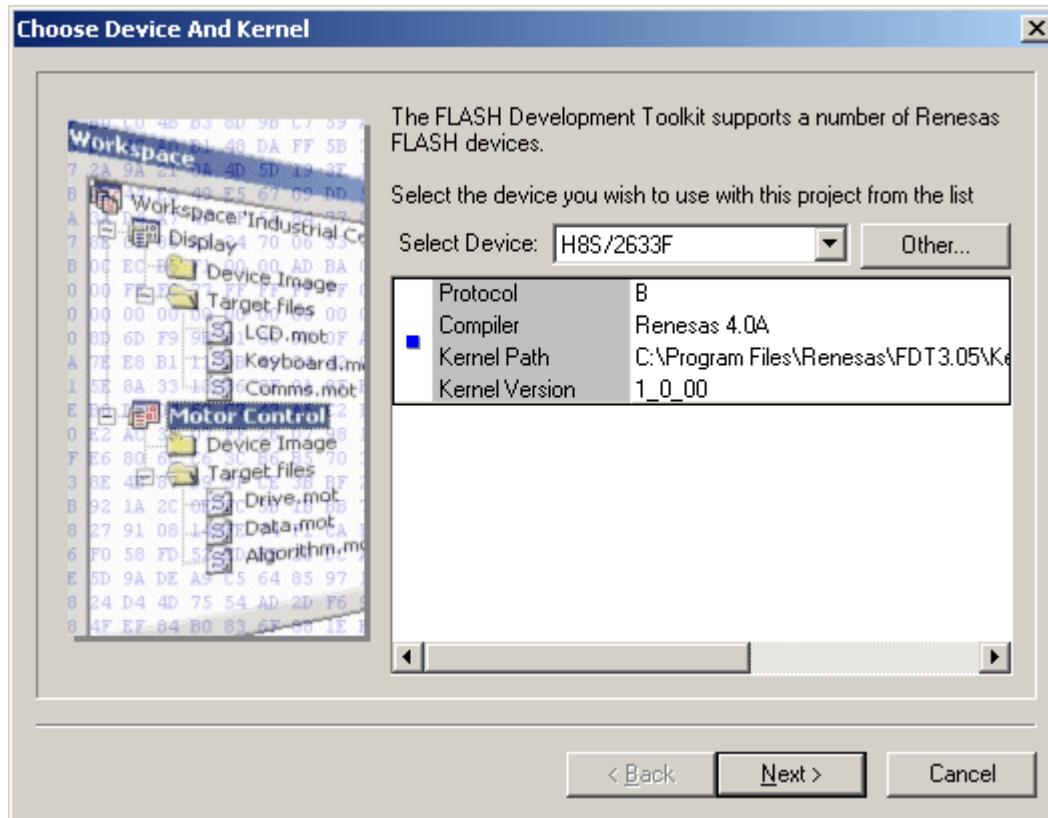 Choose Device And Kernel
The FLASH Development Toolkit supports a number of Renesas
FLASH devices.
Select the device you wish to use with this project from the list
Select Device: H8S/2633F Other...
Protocol B
Compiler Renesas 4.0A
Kernel Path C:\Program Files\Renesas\FDT3.05\Ke
Kernel Version 1_0_00
Workspace
Workspace 'Industrial Co
Display
Device Image
Target files
LCD.mot
Keyboard.m
Comms.mot
Motor Control
Device Image
Target files
Drive.mot
Data.mot
Algorithm.mo
< Back Next > Cancel